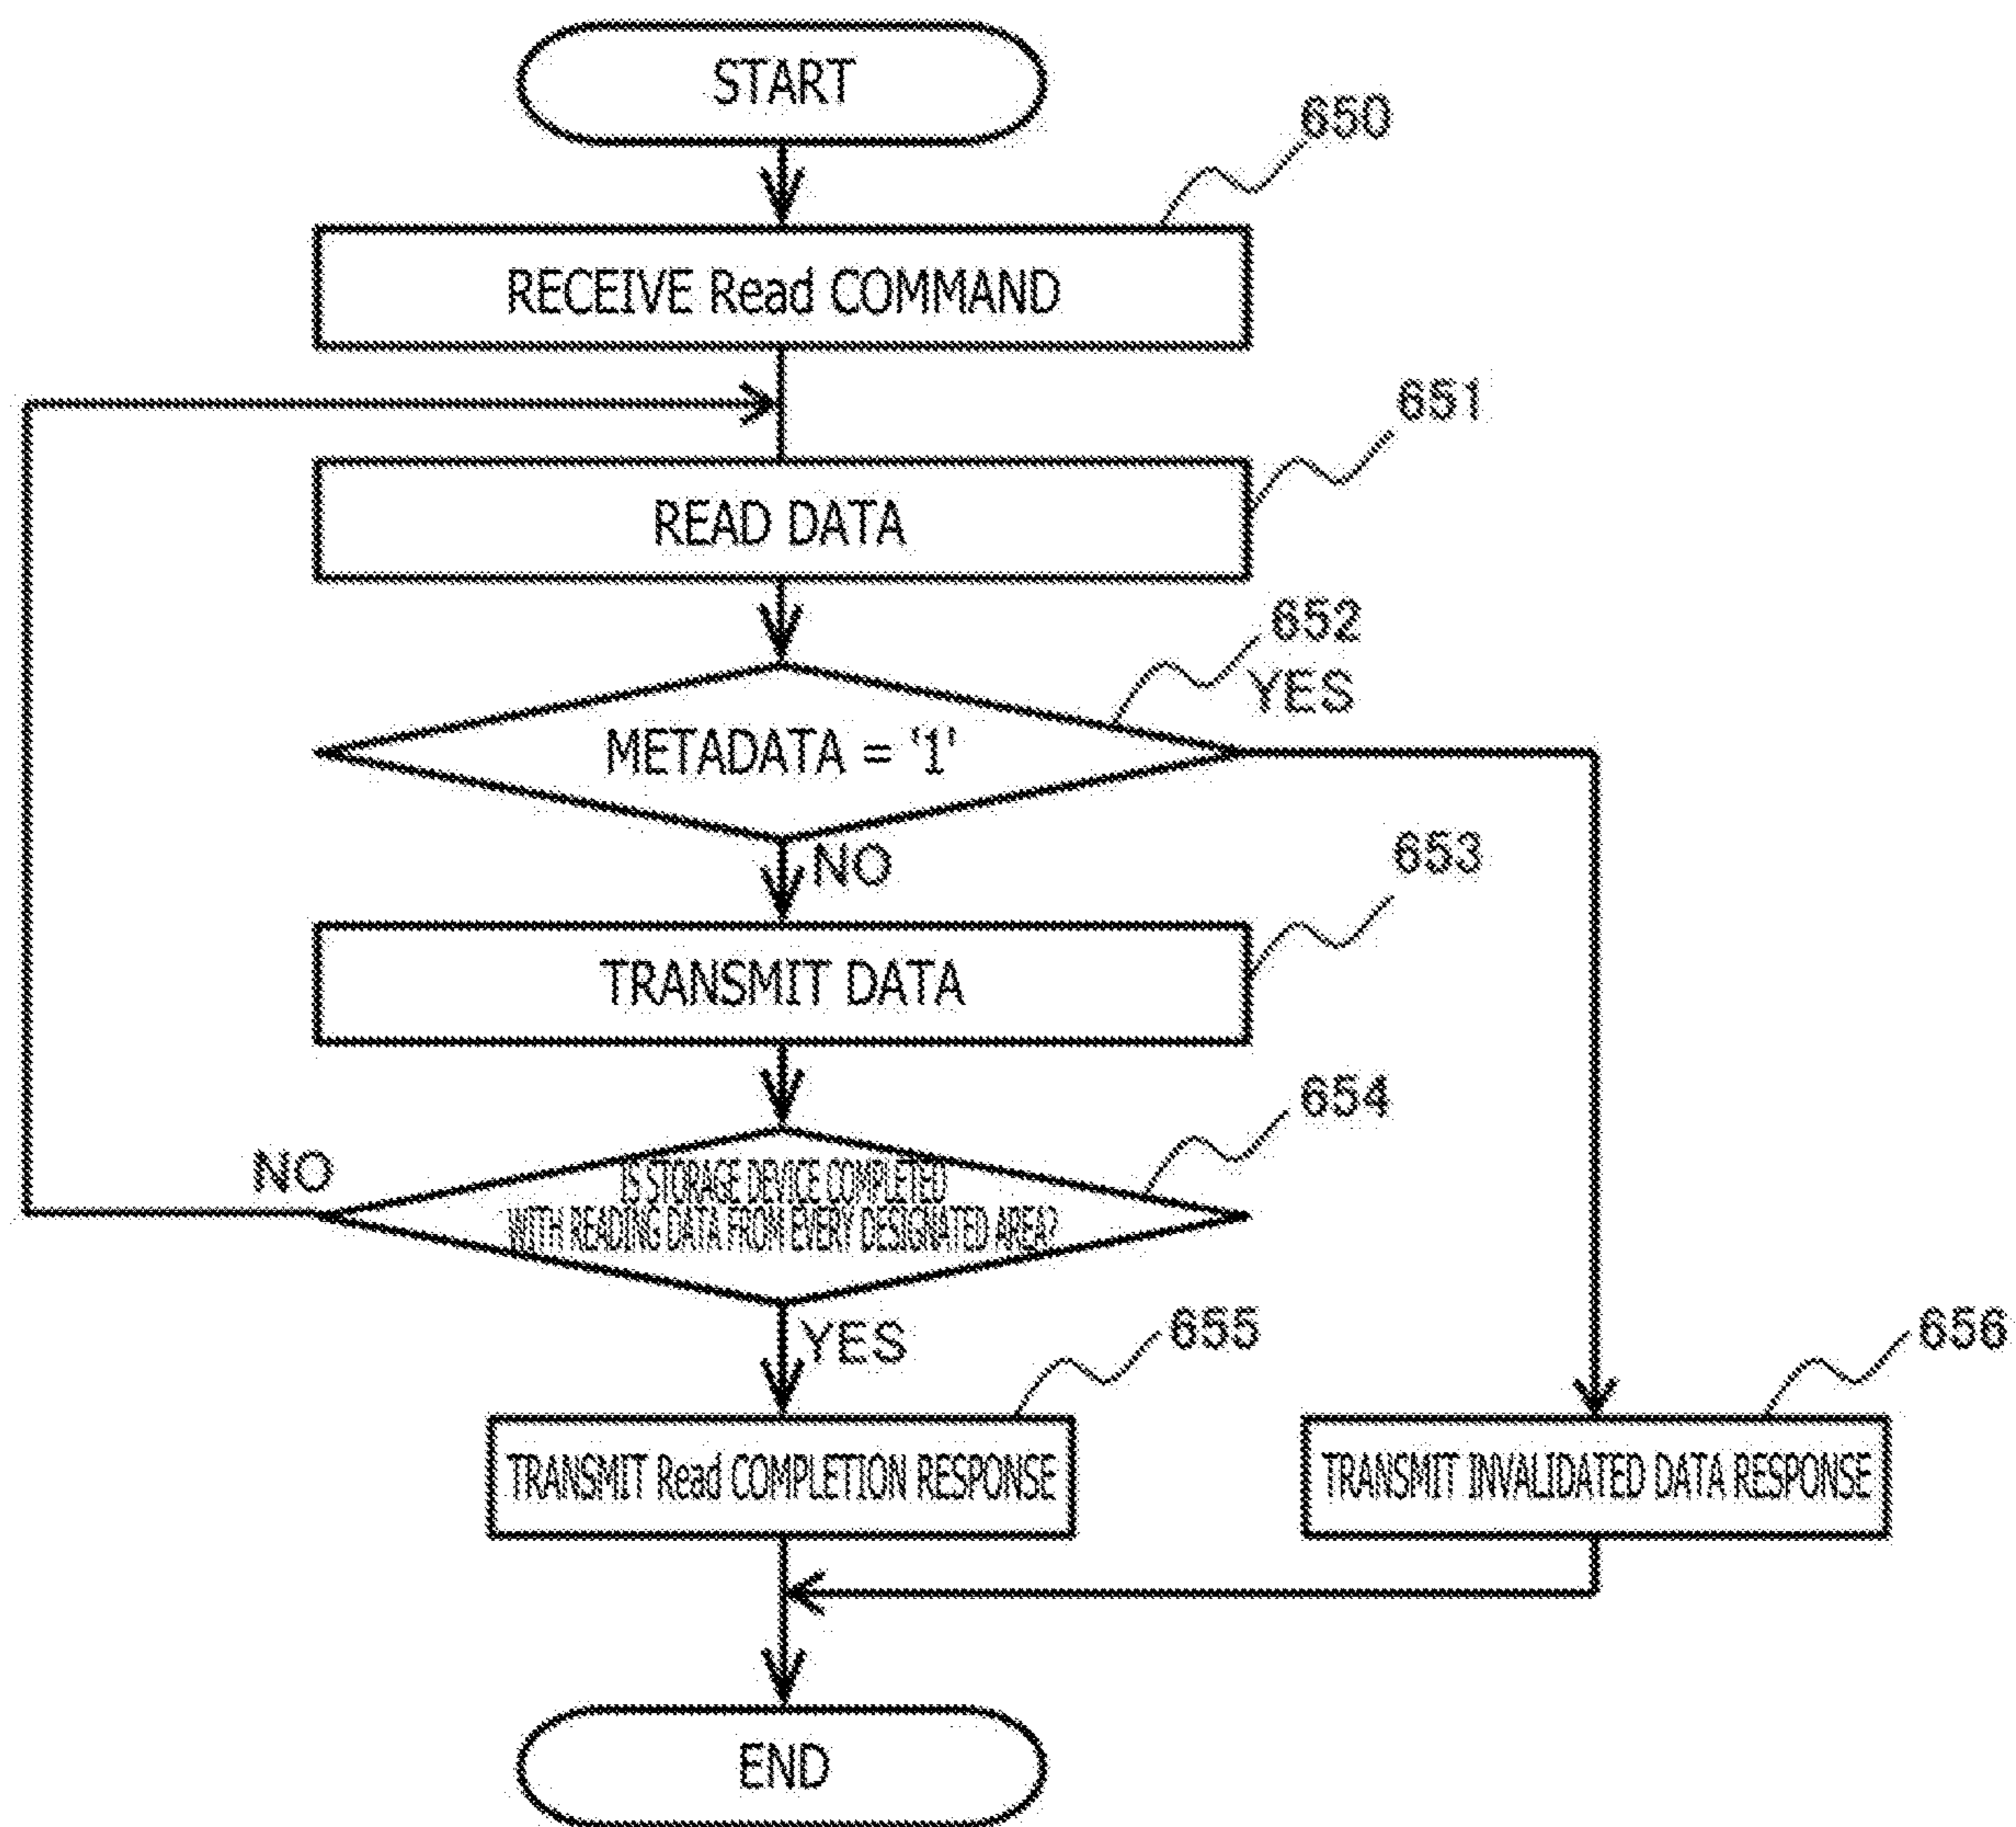 START
650
RECEIVE Read COMMAND
651
READ DATA
652
YES
METADATA = '1'
NO
653
TRANSMIT DATA
654
NO
IS STORAGE DEVICE COMPLETED
WITH READING DATA FROM EVERY DESIGNATED AREA?
YES
655
656
TRANSMIT Read COMPLETION RESPONSE
TRANSMIT INVALIDATED DATA RESPONSE
END